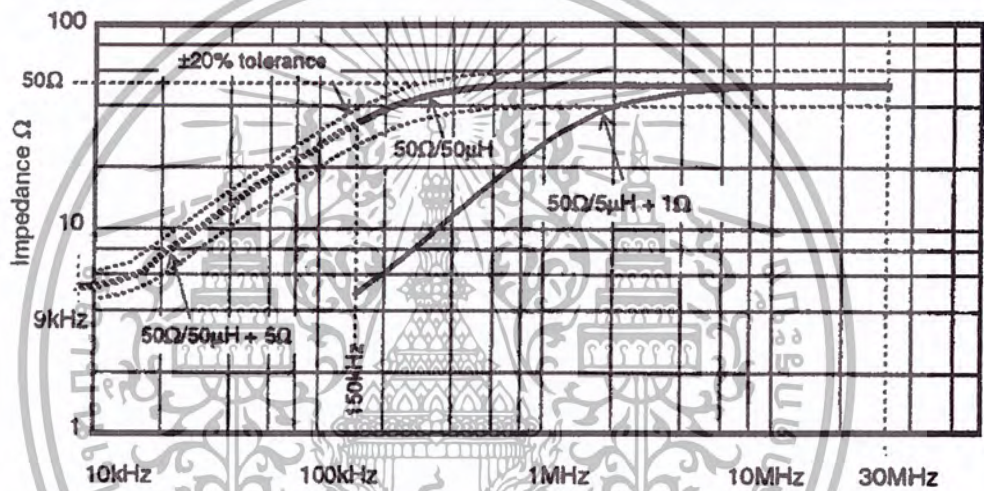 100
±20% tolerance
50Ω
50Ω/50µH
50Ω/5µH + 1Ω
Impedance Ω
10
9kHz
50Ω/50µH + 5Ω
150kHz
1
10kHz 100kHz 1MHz 10MHz 30MHz